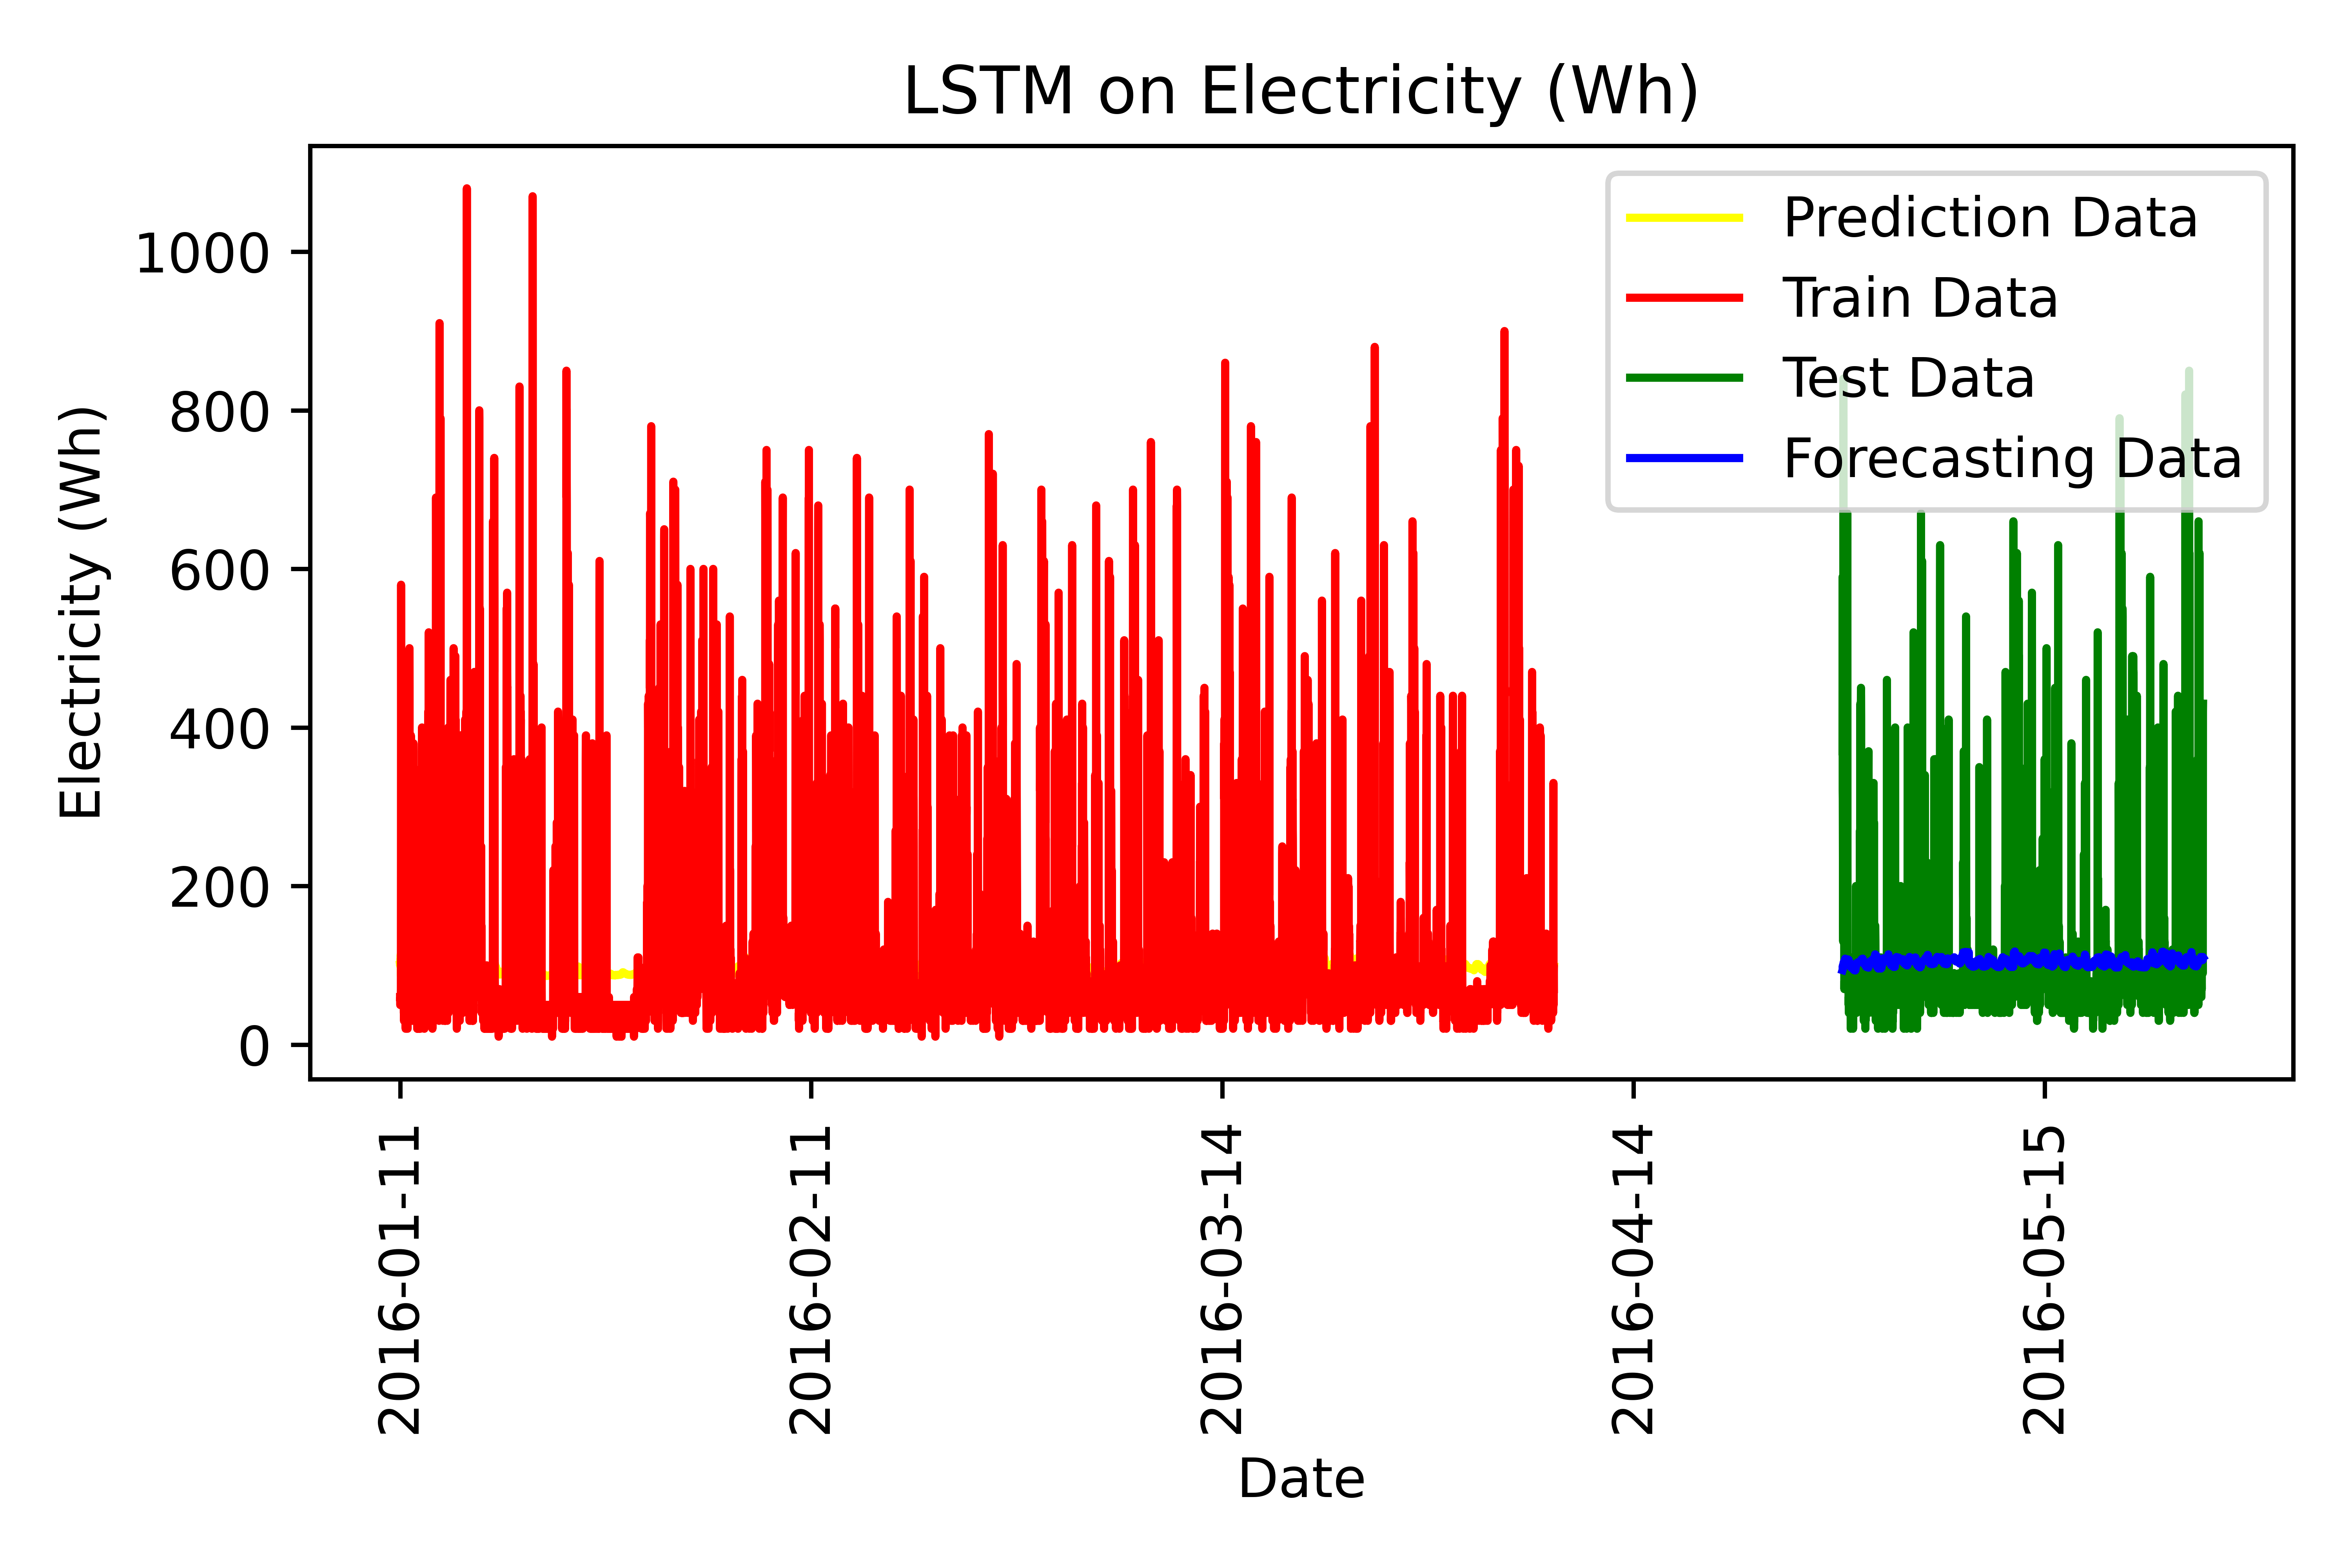 LSTM on Electricity (Wh)
Prediction Data
Train Data
Test Data
Forecasting Data
Electricity (Wh)
1000
800
600
400
200
0
2016-01-11
2016-02-11
2016-03-14
2016-04-14
2016-05-15
Date